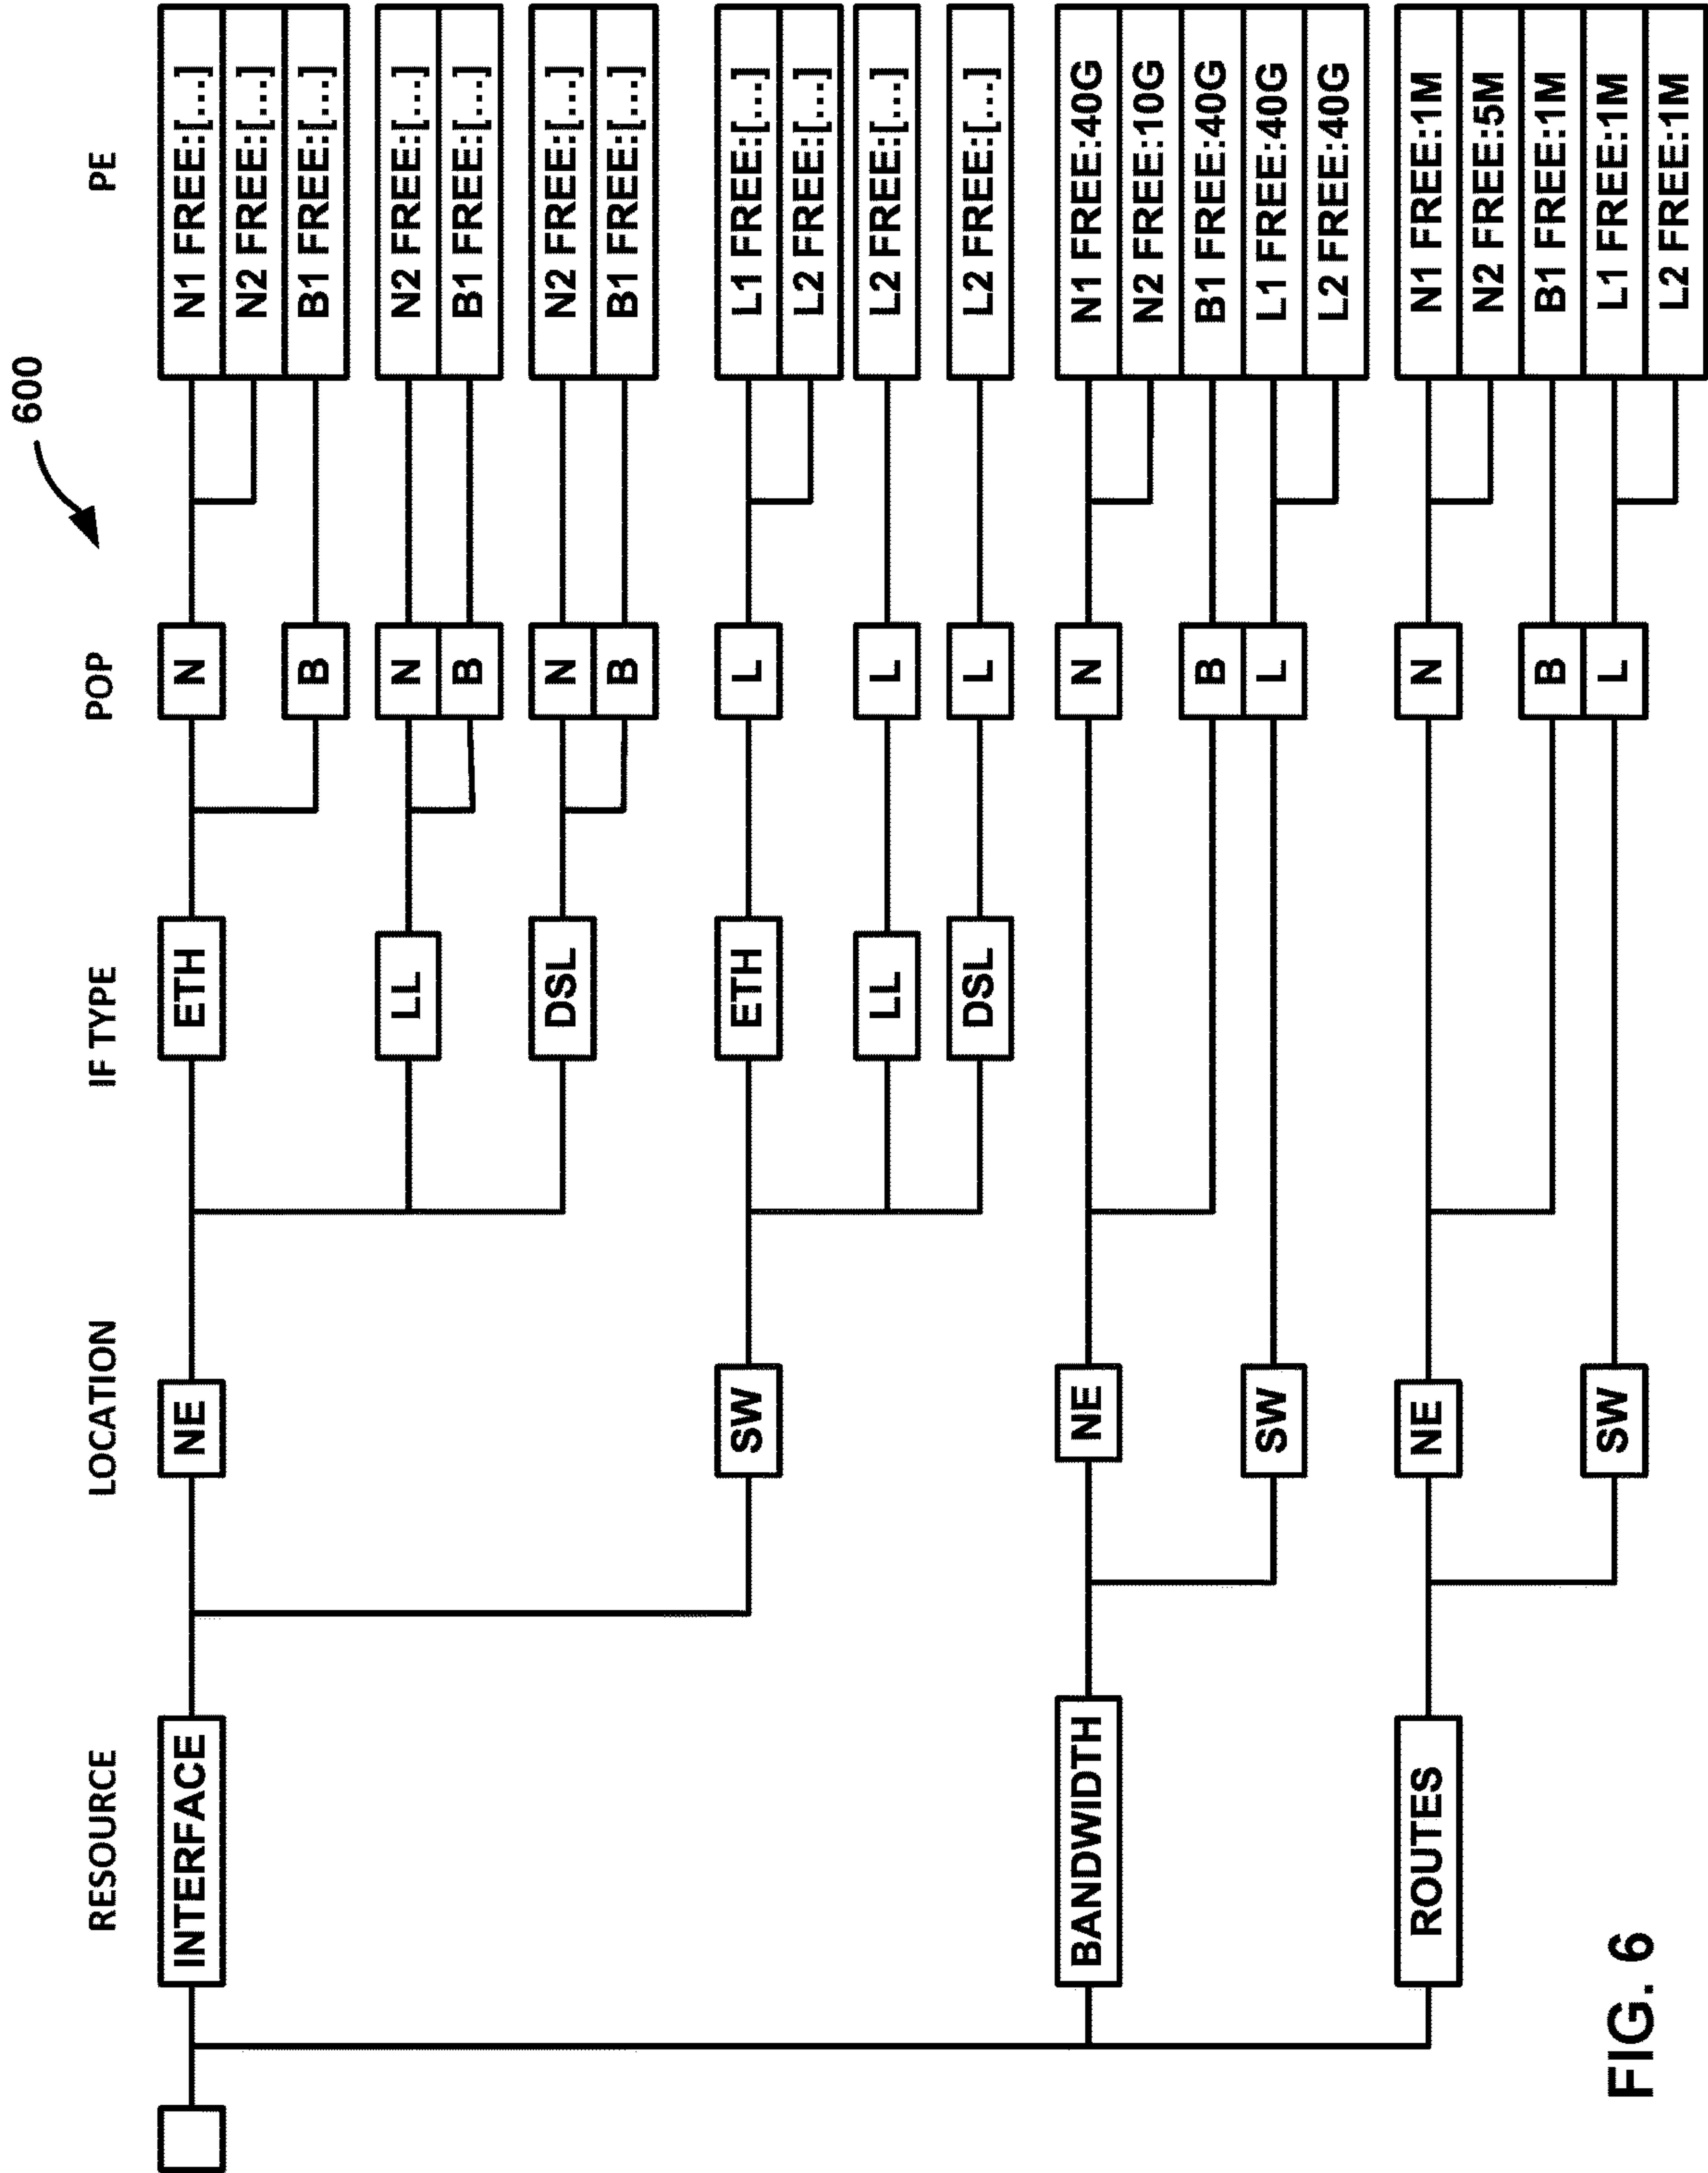 600
RESOURCE LOCATION IF TYPE POP PE
INTERFACE NE ETH N N1 FREE:[...]
N2 FREE:[...]
B B1 FREE:[...]
LL N N2 FREE:[...]
B B1 FREE:[...]
DSL N N2 FREE:[...]
B B1 FREE:[...]
SW ETH L L1 FREE:[...]
L2 FREE:[...]
LL L L2 FREE:[...]
DSL L L2 FREE:[...]
BANDWIDTH NE N N1 FREE:40G
N2 FREE:10G
B B1 FREE:40G
SW L L1 FREE:40G
L2 FREE:40G
ROUTES NE N N1 FREE:1M
N2 FREE:5M
B B1 FREE:1M
SW L L1 FREE:1M
L2 FREE:1M
FIG. 6